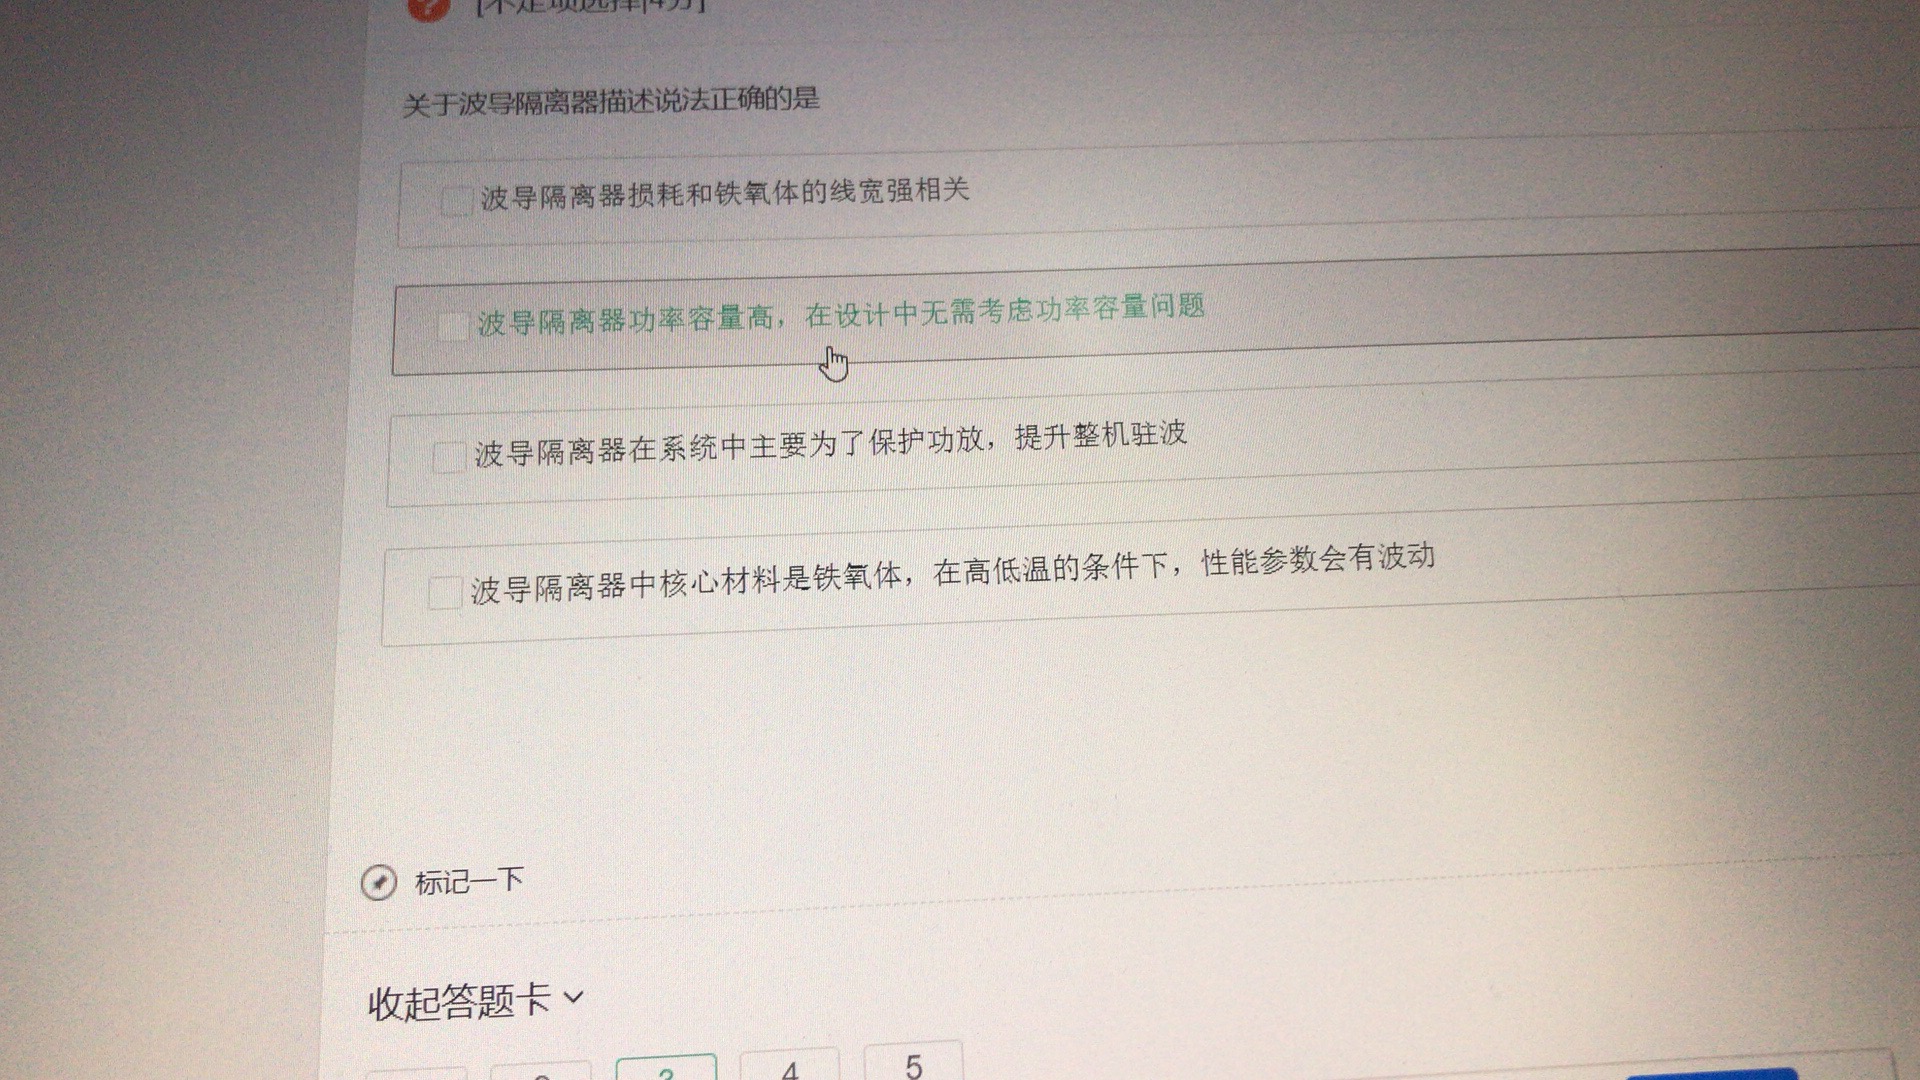 [不定项选择|4分]
关于波导隔离器描述说法正确的是
波导隔离器损耗和铁氧体的线宽强相关
波导隔离器功率容量高，在设计中无需考虑功率容量问题
波导隔离器在系统中主要为了保护功放，提升整机驻波
波导隔离器中核心材料是铁氧体，在高低温的条件下，性能参数会有波动
标记一下
收起答题卡
2 3 4 5